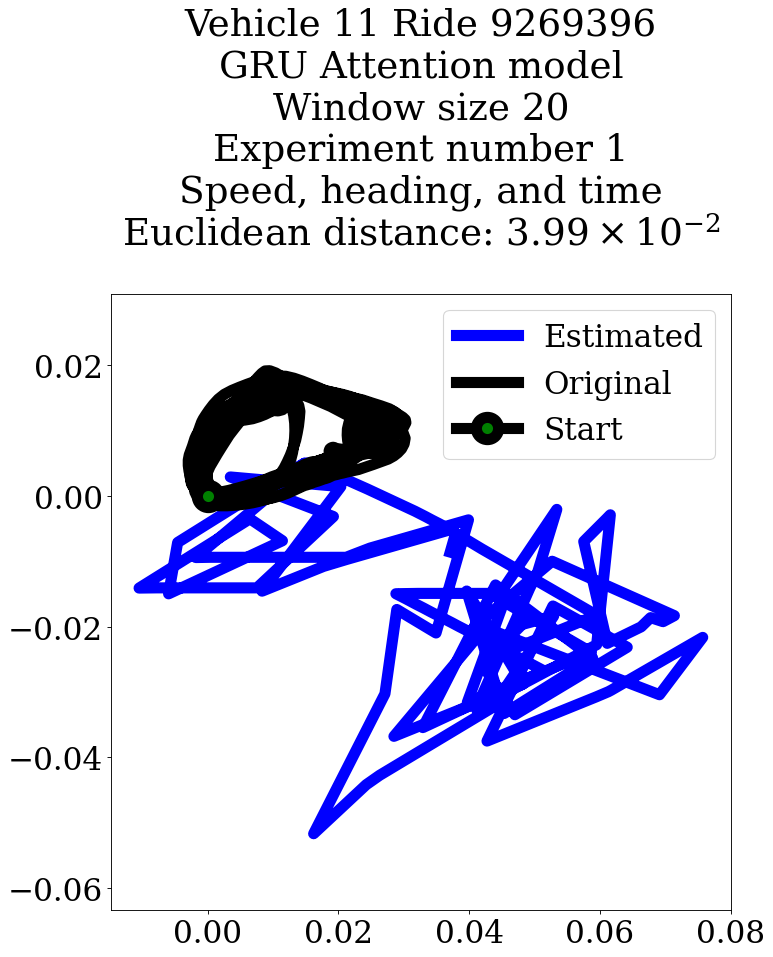 Vehicle 11 Ride 9269396
GRU Attention model
Window size 20
Experiment number 1
Speed, heading, and time
Euclidean distance: 3.99 × 10⁻²
Estimated
Original
Start
0.02
0.00
−0.02
−0.04
−0.06
0.00 0.02 0.04 0.06 0.08